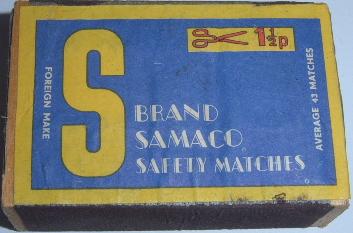 1½p
FOREIGN MAKE
S
BRAND
SAMACO
SAFETY MATCHES
AVERAGE 43 MATCHES